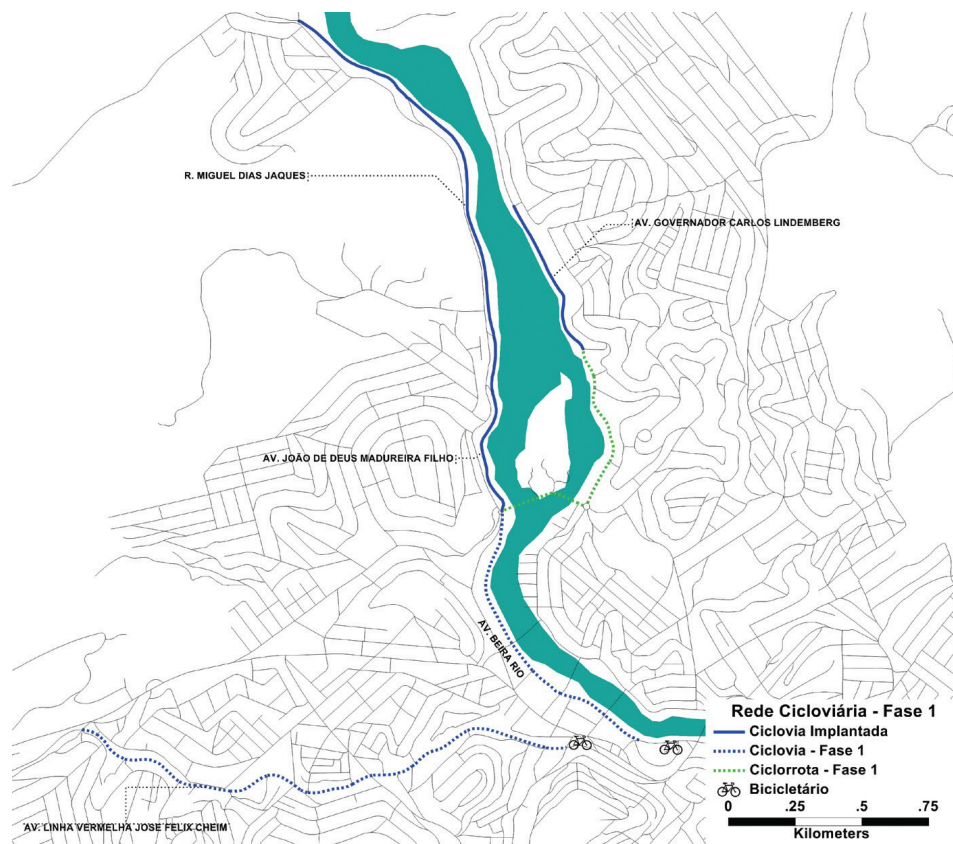 R. MIGUEL DIAS JAQUES
AV. GOVERNADOR CARLOS LINDEMBERG
AV. JOÃO DE DEUS MADUREIRA FILHO
AV. BEIRA RIO
AV. LINHA VERMELHA JOSE FELIX CHEIM
Rede Cicloviária - Fase 1
Ciclovia Implantada
Ciclovia - Fase 1
Ciclorrota - Fase 1
Bicicletário
0 .25 .5 .75
Kilometers